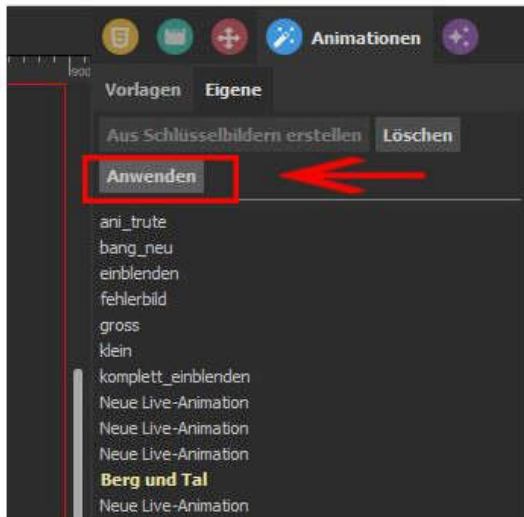 Animationen
900
Vorlagen Eigene
Aus Schlüsselbildern erstellen Löschen
Anwenden
ani_trute
bang_neu
einblenden
fehlerbild
gross
klein
komplett_einblenden
Neue Live-Animation
Neue Live-Animation
Neue Live-Animation
Berg und Tal
Neue Live-Animation